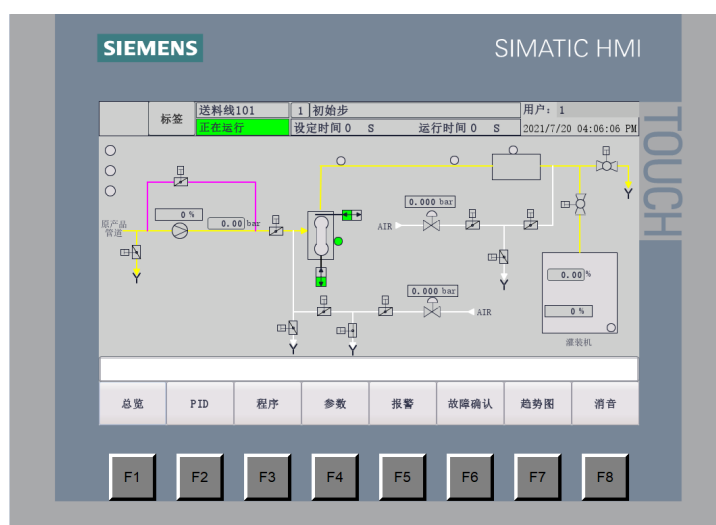 SIEMENS
SIMATIC HMI
TOUCH
标签
送料线101
1 初始步
用户: 1
正在运行
设定时间 0 S 运行时间 0 S
2021/7/20 04:06:06 PM
原产品
管道
0 %
0.00 bar
0.000 bar
AIR
0.000 bar
AIR
0.00 %
0 %
灌装机
总览 PID 程序 参数 报警 故障确认 趋势图 消音
F1 F2 F3 F4 F5 F6 F7 F8